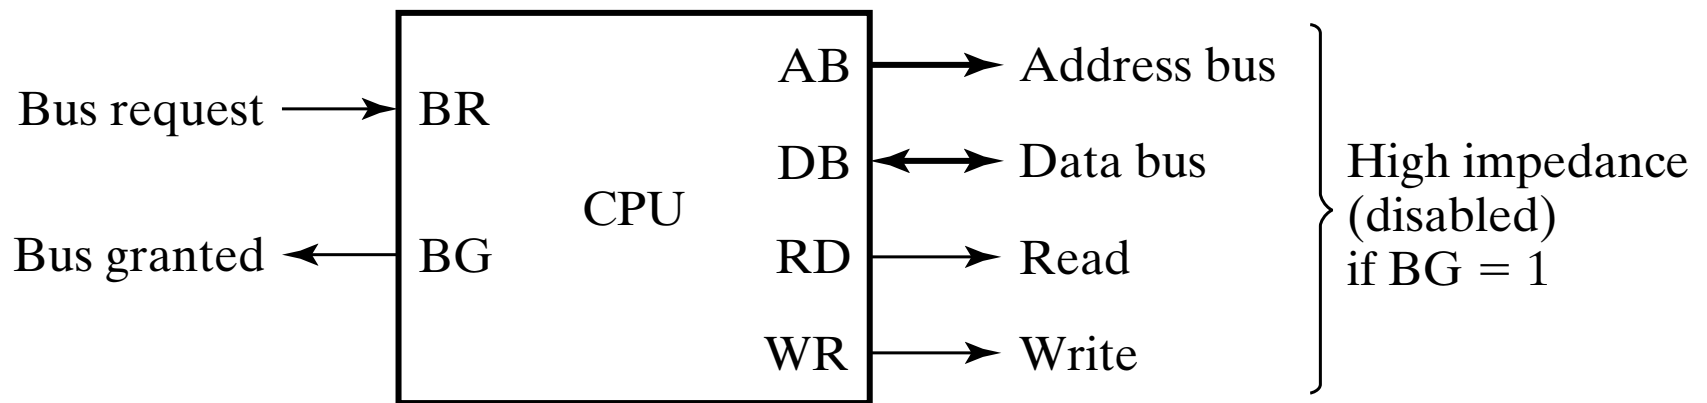 Bus request
BR
Bus granted
BG
CPU
AB
DB
RD
WR
Address bus
Data bus
Read
Write
High impedance
(disabled)
if BG = 1